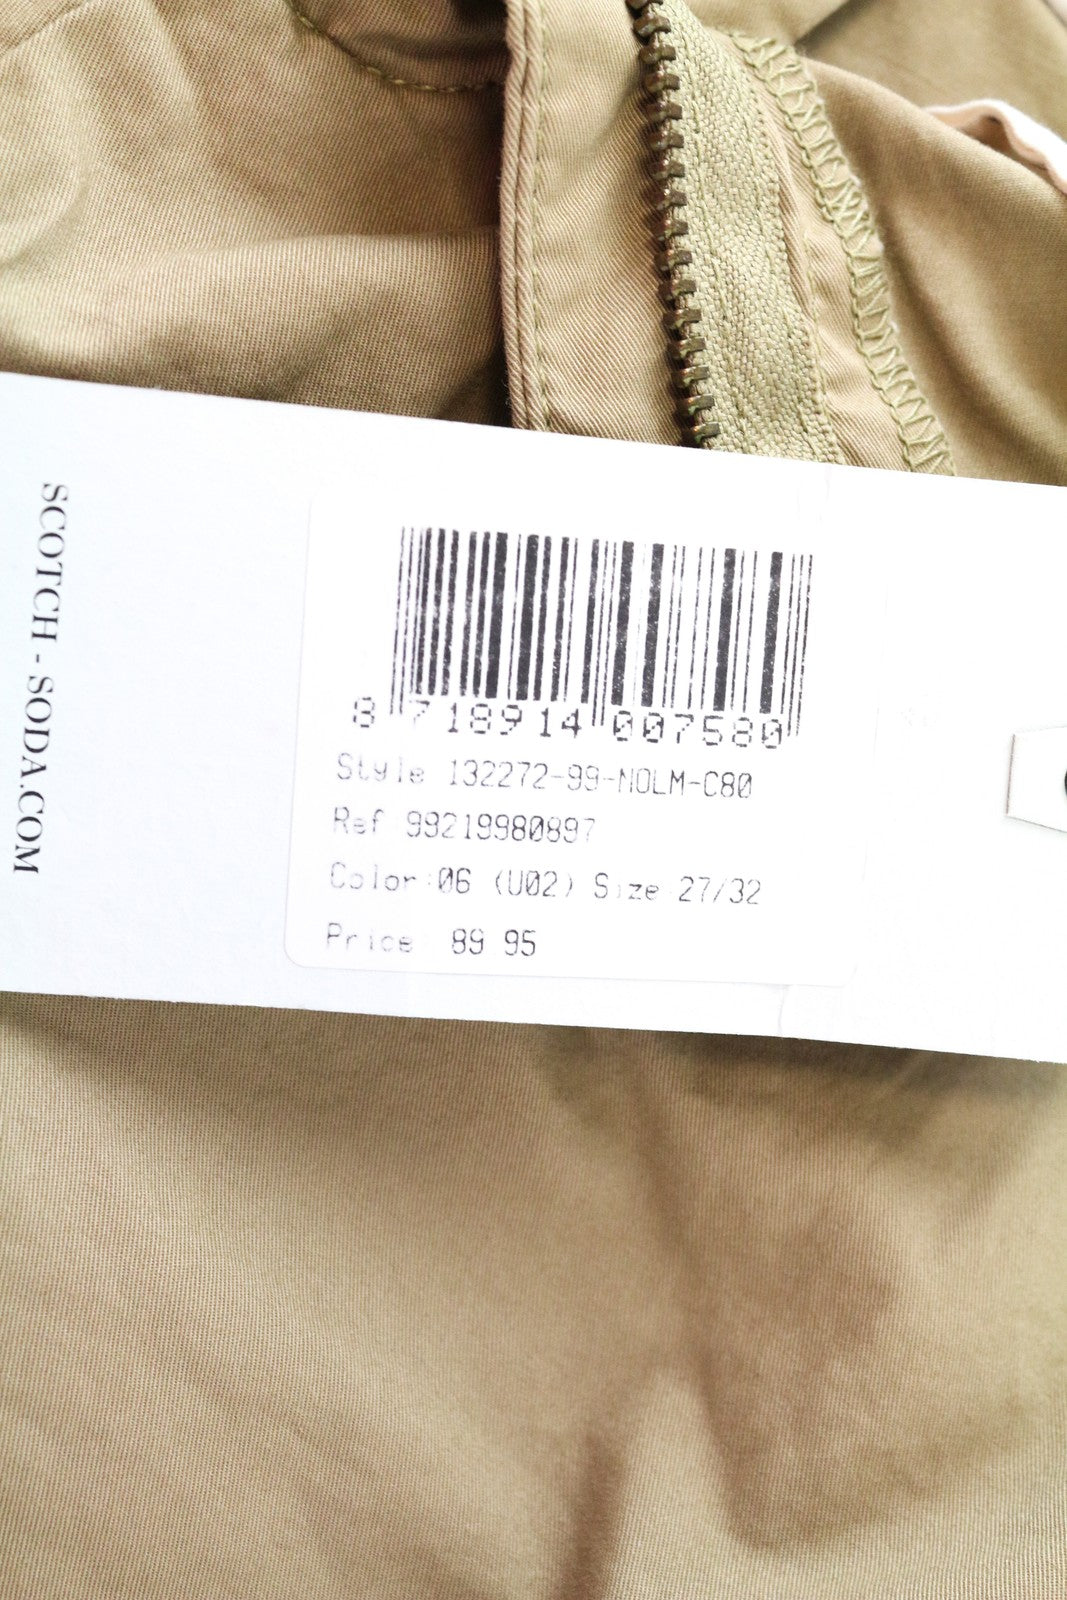 SCOTCH-SODA.COM
8 718914 007580
Style 132272-99-NOLM-C80
Ref 99219980897
Color 06 (U02) Size 27/32
Price 89 95